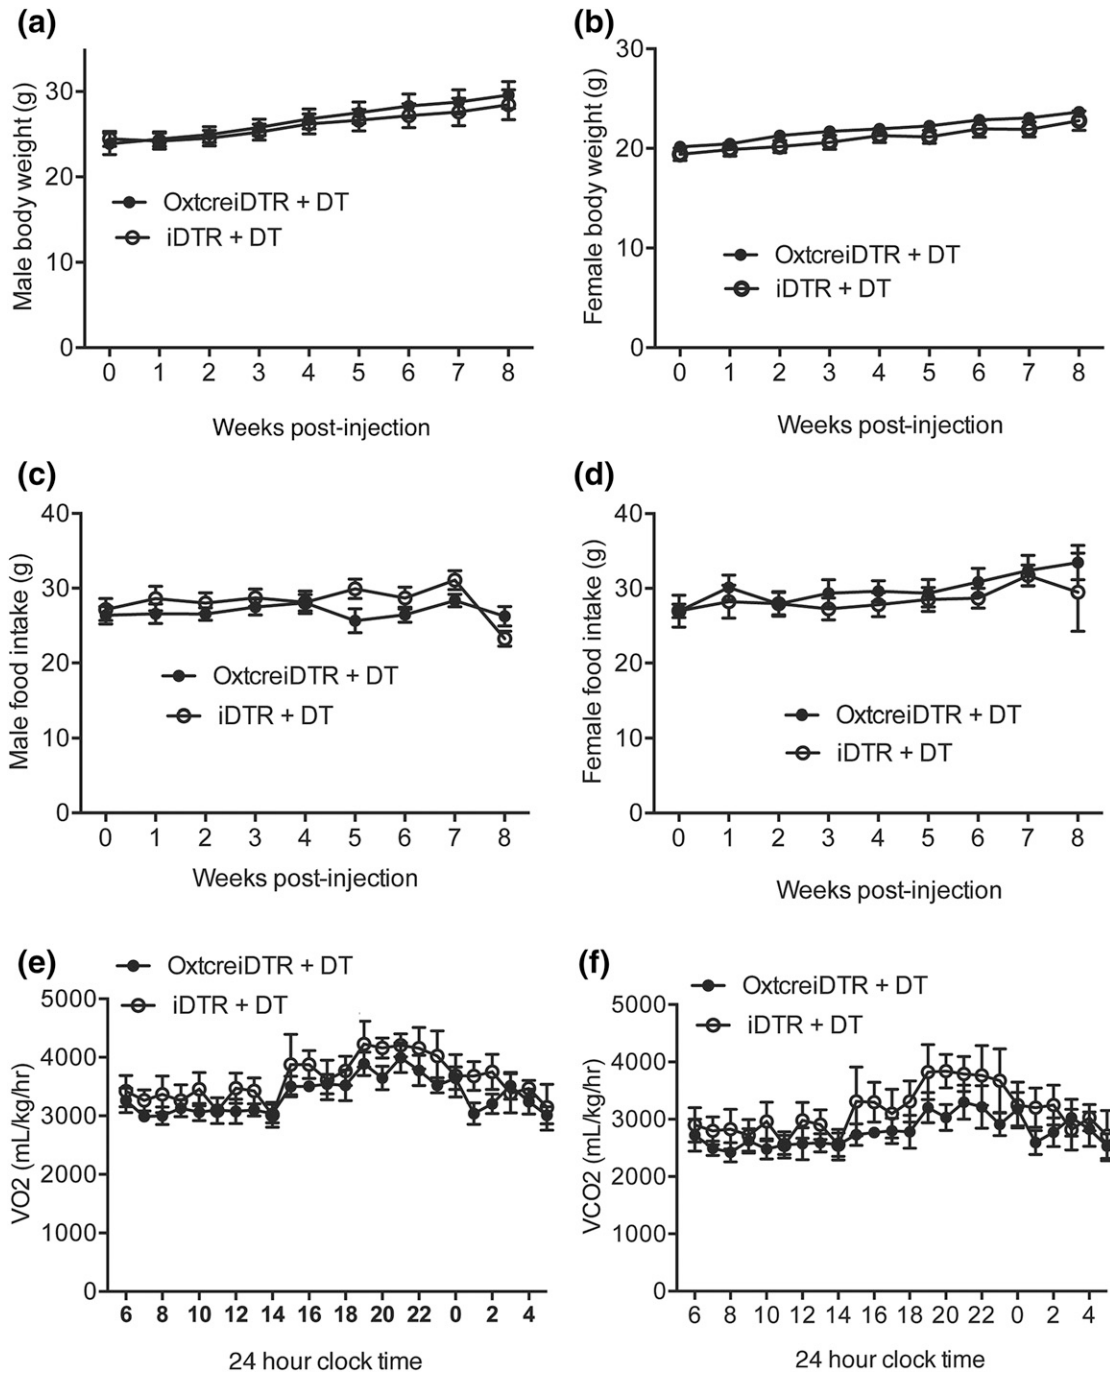 (a)
Male body weight (g)
30
20
10
0
OxtcreiDTR + DT
iDTR + DT
0 1 2 3 4 5 6 7 8
Weeks post-injection
(b)
Female body weight (g)
30
20
10
0
OxtcreiDTR + DT
iDTR + DT
0 1 2 3 4 5 6 7 8
Weeks post-injection
(c)
Male food intake (g)
40
30
20
10
0
OxtcreiDTR + DT
iDTR + DT
0 1 2 3 4 5 6 7 8
Weeks post-injection
(d)
Female food intake (g)
40
30
20
10
0
OxtcreiDTR + DT
iDTR + DT
0 1 2 3 4 5 6 7 8
Weeks post-injection
(e)
OxtcreiDTR + DT
iDTR + DT
VO2 (mL/kg/hr)
5000
4000
3000
2000
1000
0
6 8 10 12 14 16 18 20 22 0 2 4
24 hour clock time
(f)
OxtcreiDTR + DT
iDTR + DT
VCO2 (mL/kg/hr)
5000
4000
3000
2000
1000
0
6 8 10 12 14 16 18 20 22 0 2 4
24 hour clock time